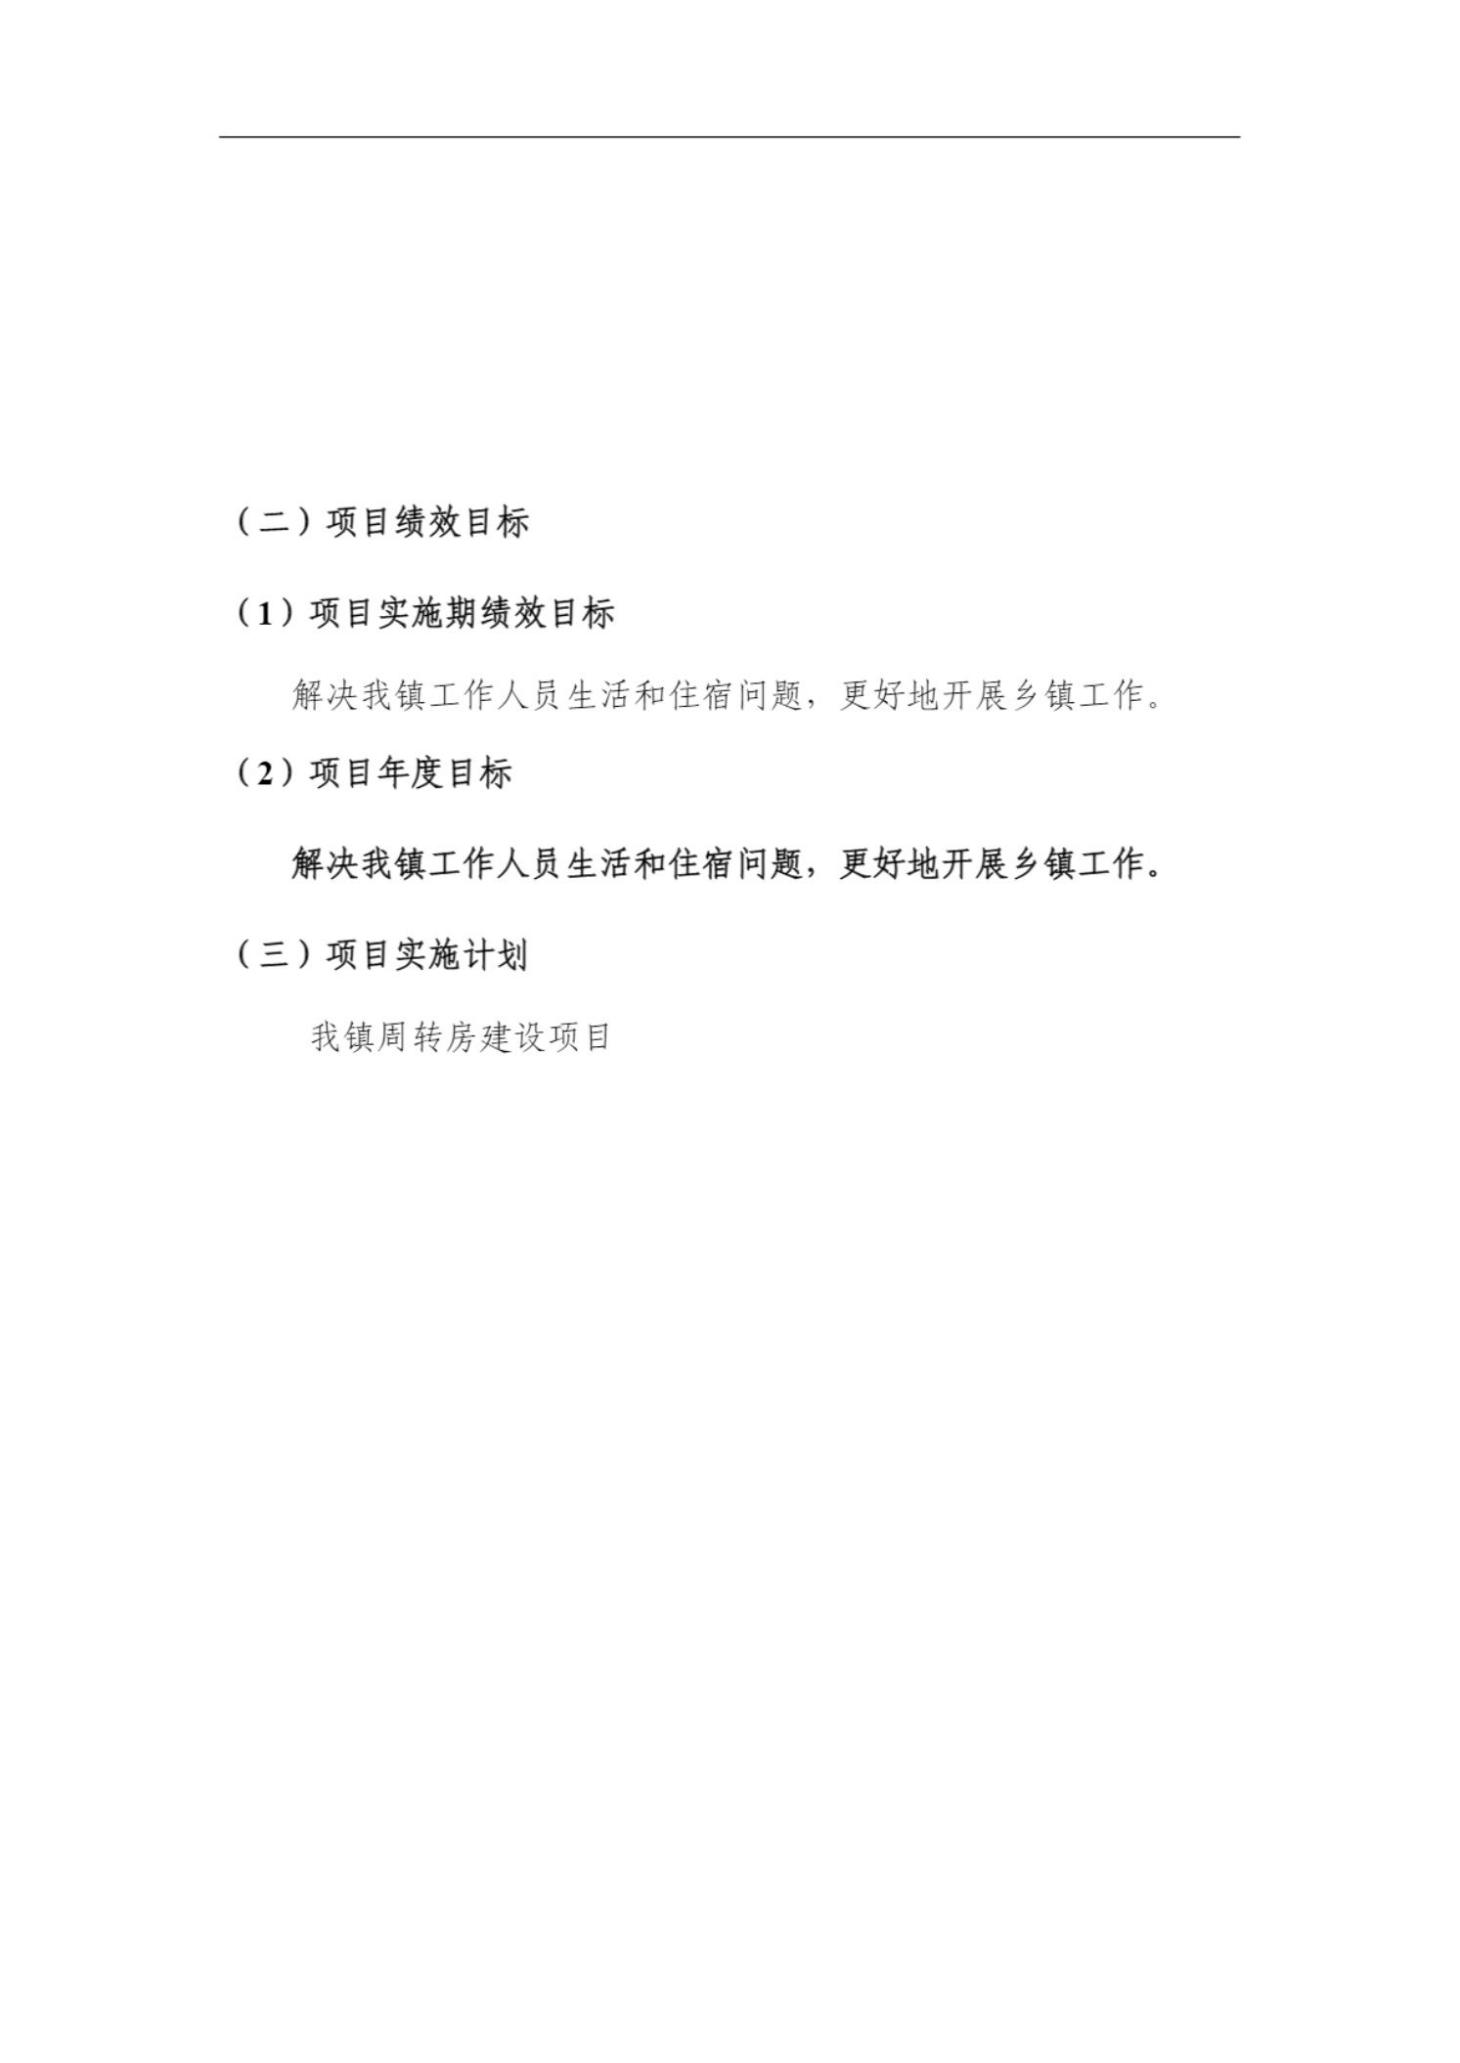 （二）项目绩效目标
（1）项目实施期绩效目标
解决我镇工作人员生活和住宿问题，更好地开展乡镇工作。
（2）项目年度目标
解决我镇工作人员生活和住宿问题，更好地开展乡镇工作。
（三）项目实施计划
我镇周转房建设项目